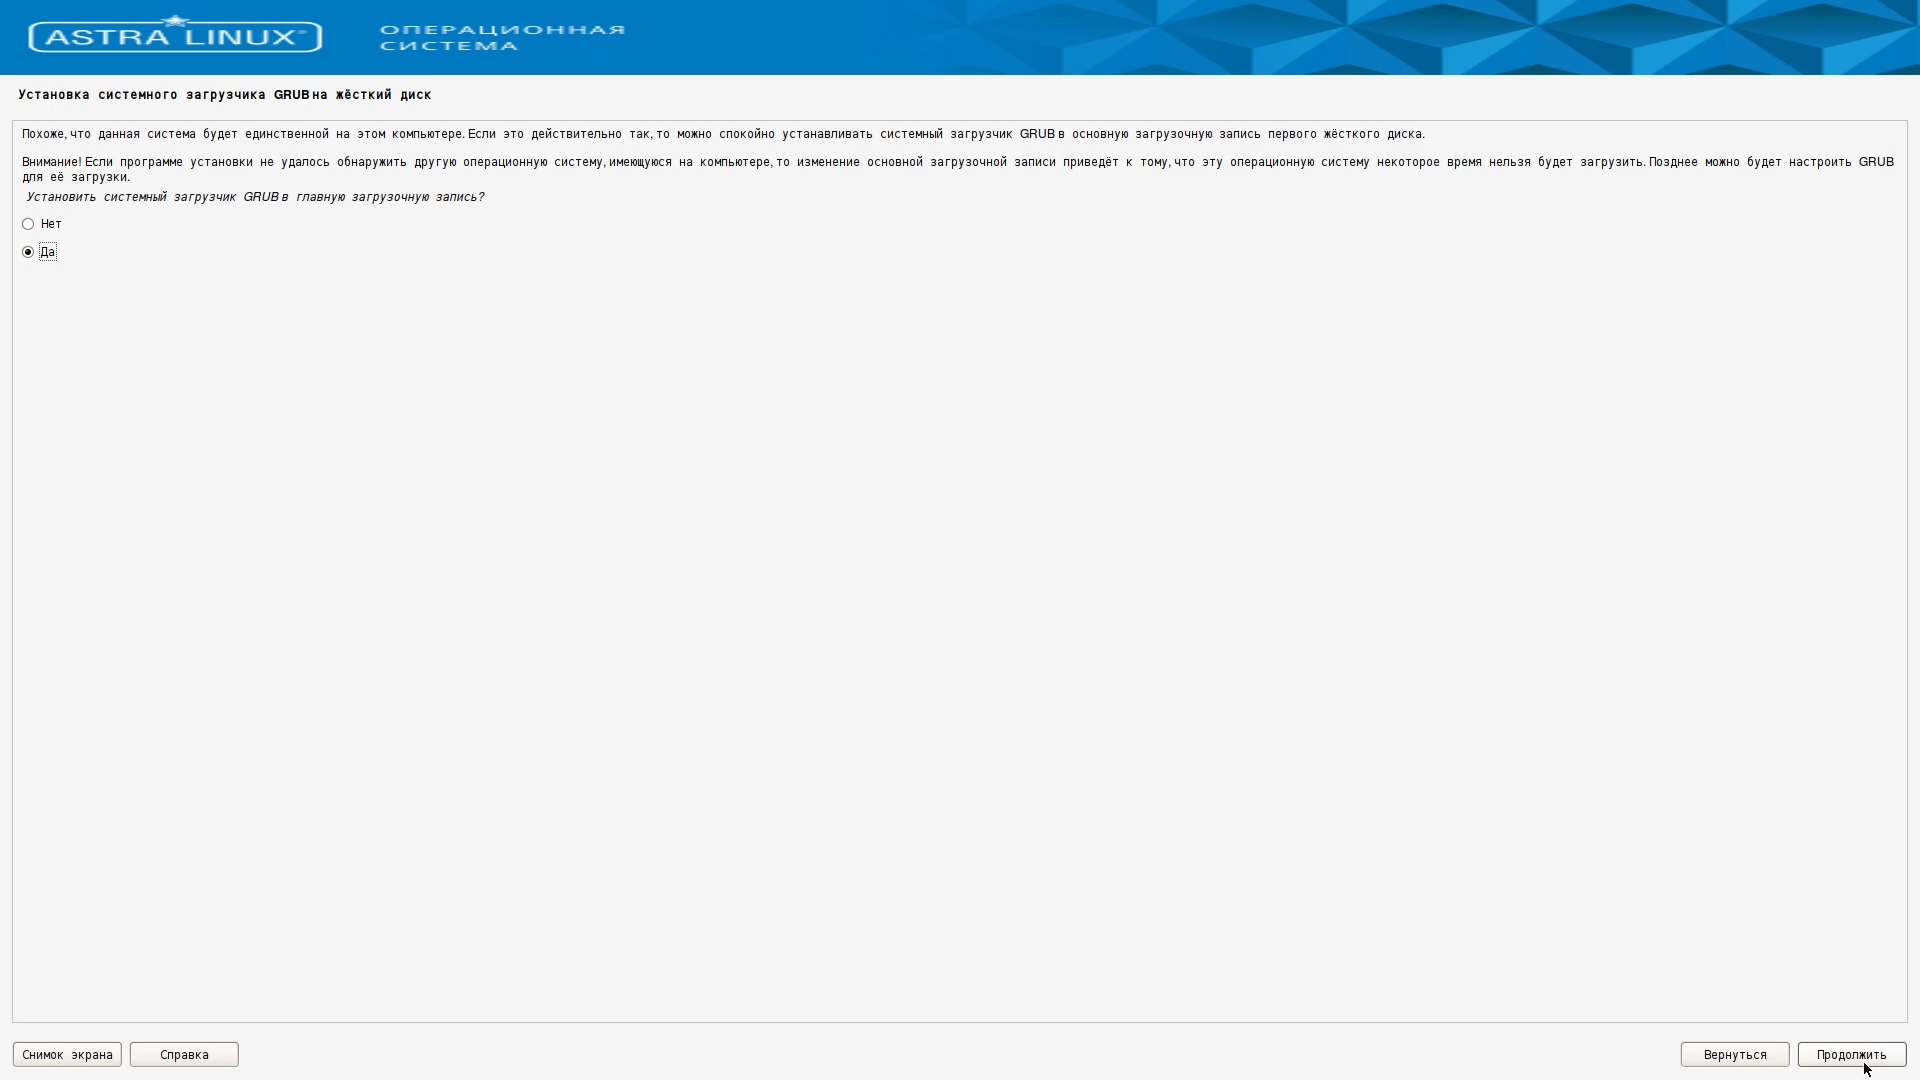 ASTRA LINUX®
ОПЕРАЦИОННАЯ
СИСТЕМА
Установка системного загрузчика GRUB на жёсткий диск
Похоже, что данная система будет единственной на этом компьютере. Если это действительно так, то можно спокойно устанавливать системный загрузчик GRUB в основную загрузочную запись первого жёсткого диска.
Внимание! Если программе установки не удалось обнаружить другую операционную систему, имеющуюся на компьютере, то изменение основной загрузочной записи приведёт к тому, что эту операционную систему некоторое время нельзя будет загрузить. Позднее можно будет настроить GRUB
для её загрузки.
Установить системный загрузчик GRUB в главную загрузочную запись?
Нет
Да
Снимок экрана
Справка
Вернуться
Продолжить